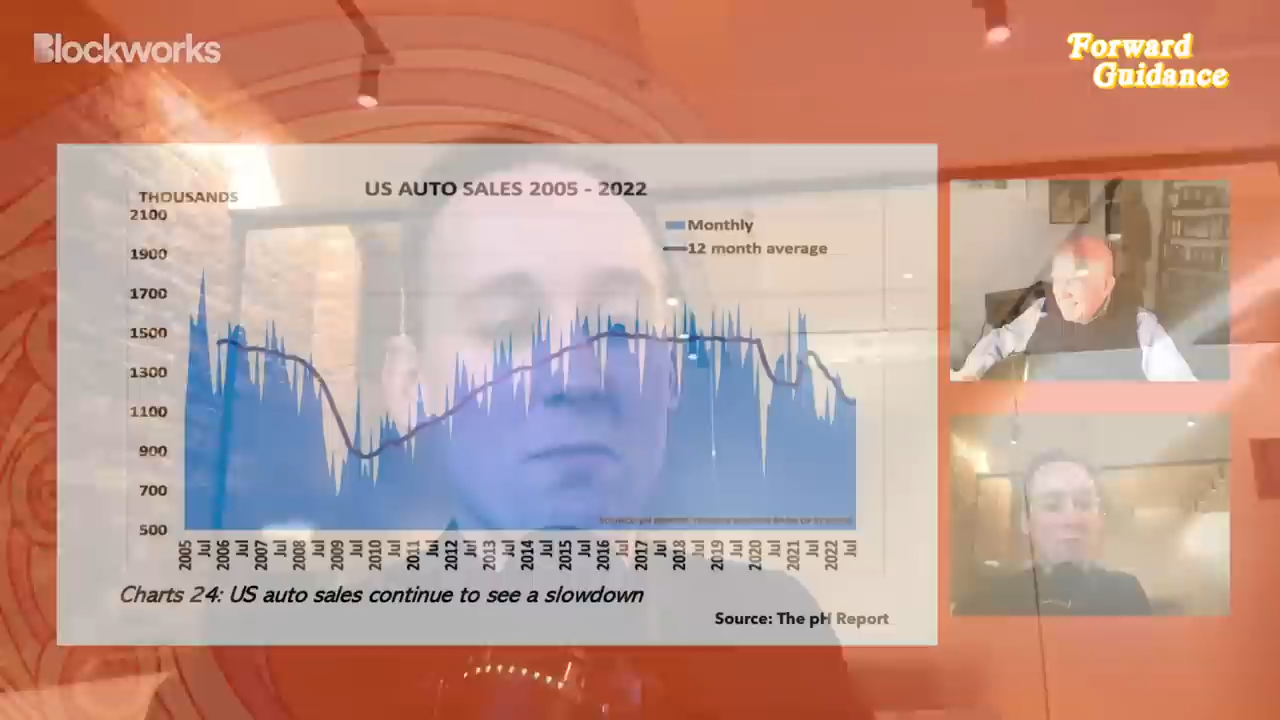 Blockworks
Forward
Guidance
US AUTO SALES 2005 - 2022
THOUSANDS
Monthly
12 month average
2100
1900
1700
1500
1300
1100
900
700
500
2005 Jul 2006 Jul 2007 Jul 2008 Jul 2009 Jul 2010 Jul 2011 Jul 2012 Jul 2013 Jul 2014 Jul 2015 Jul 2016 Jul 2017 Jul 2018 Jul 2019 Jul 2020 Jul 2021 Jul 2022 Jul
Charts 24: US auto sales continue to see a slowdown
Source: The pH Report